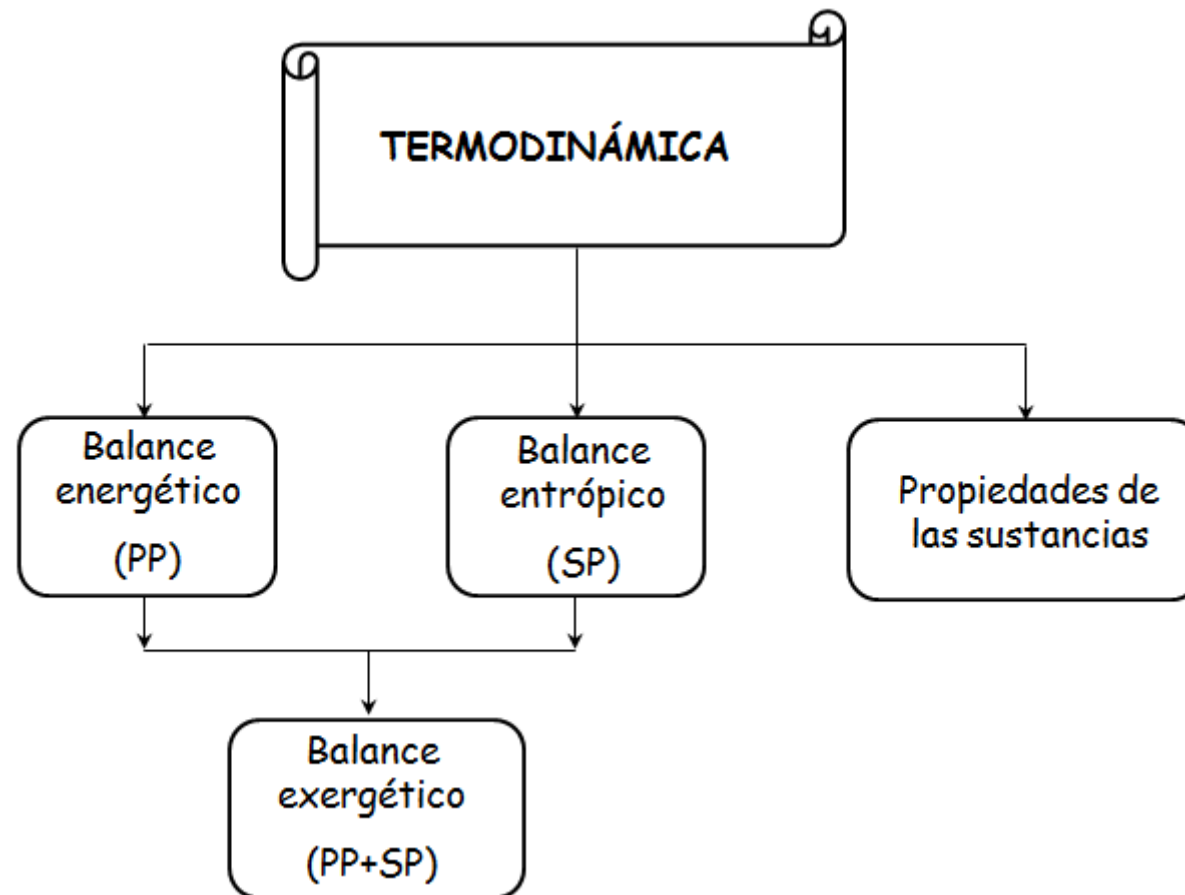 TERMODINÁMICA
Balance
energético
(PP)
Balance
entrópico
(SP)
Propiedades de
las sustancias
Balance
exergético
(PP+SP)